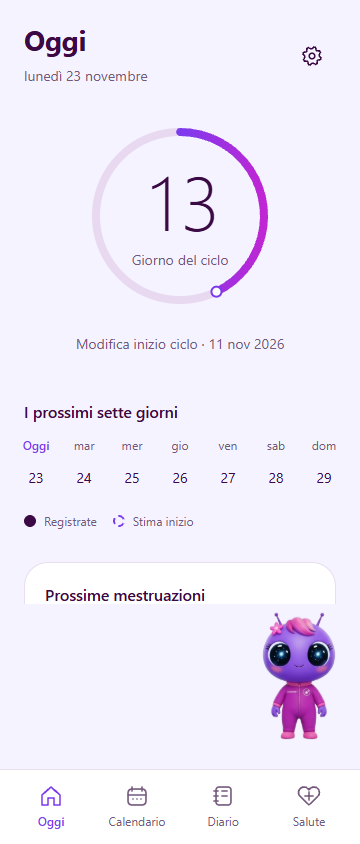 Oggi
lunedì 23 novembre
13
Giorno del ciclo
Modifica inizio ciclo · 11 nov 2026
I prossimi sette giorni
Oggi mar mer gio ven sab dom
23 24 25 26 27 28 29
Registrate Stima inizio
Prossime mestruazioni
Oggi Calendario Diario Salute